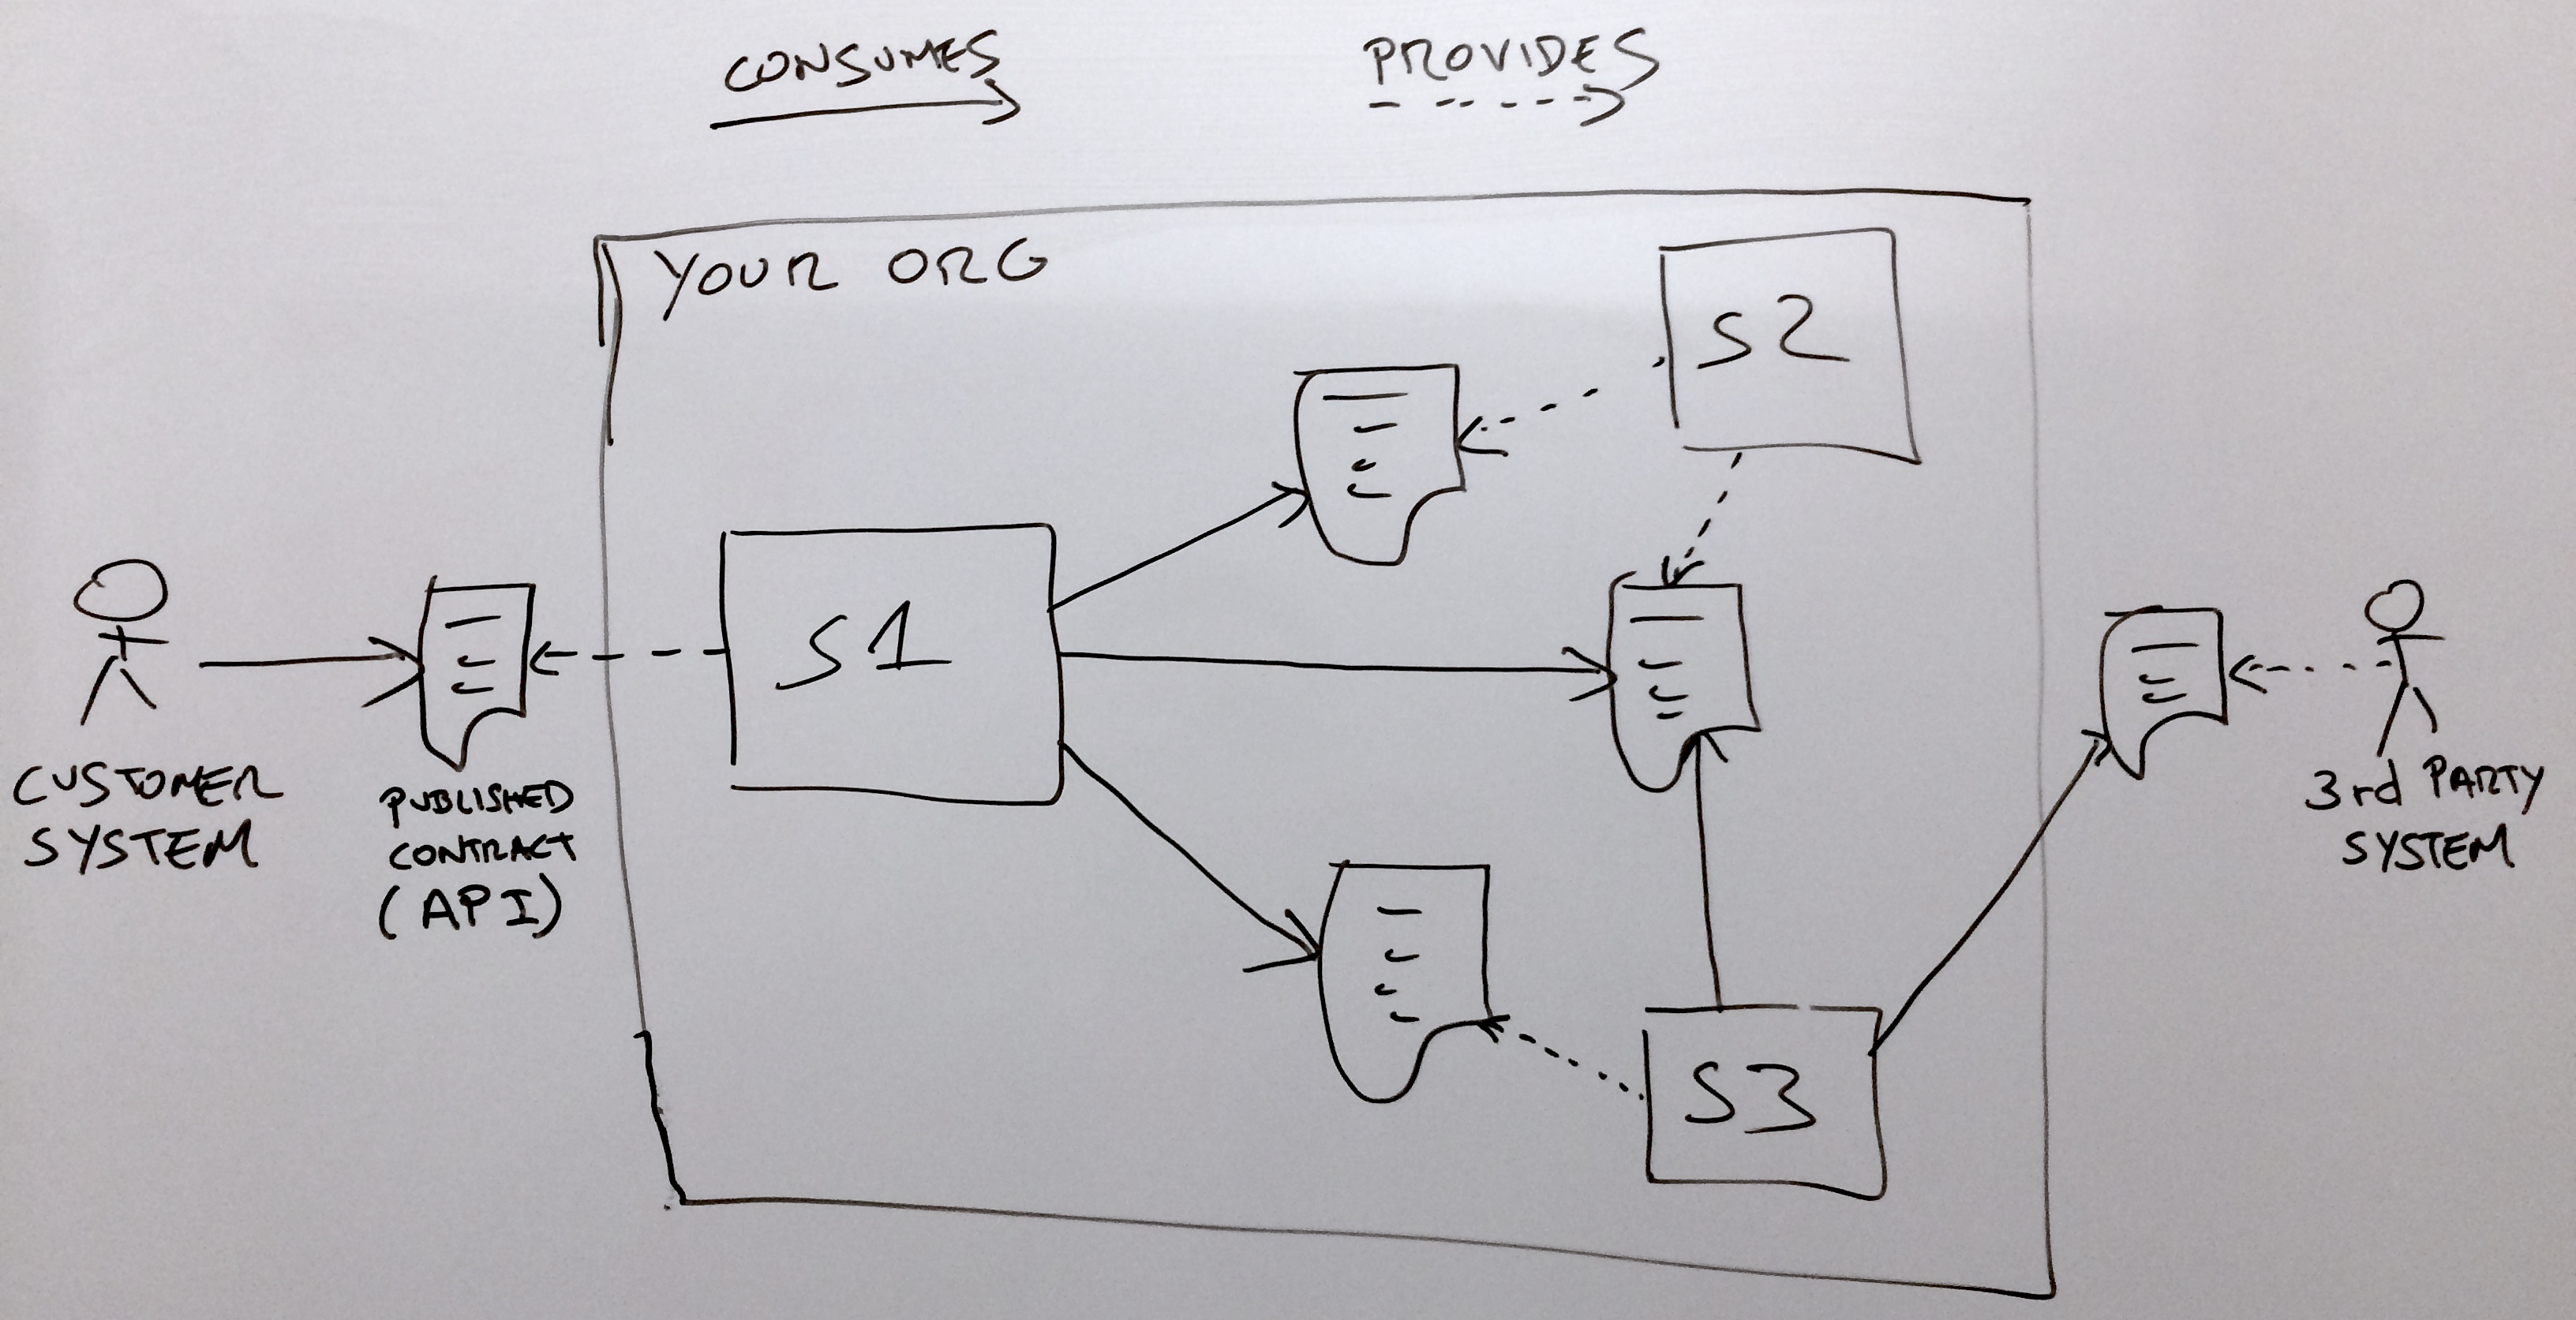 CONSUMES
PROVIDES
YOUR ORG
S2
S1
CUSTOMER
SYSTEM
PUBLISHED
CONTRACT
(API)
3rd PARTY
SYSTEM
S3